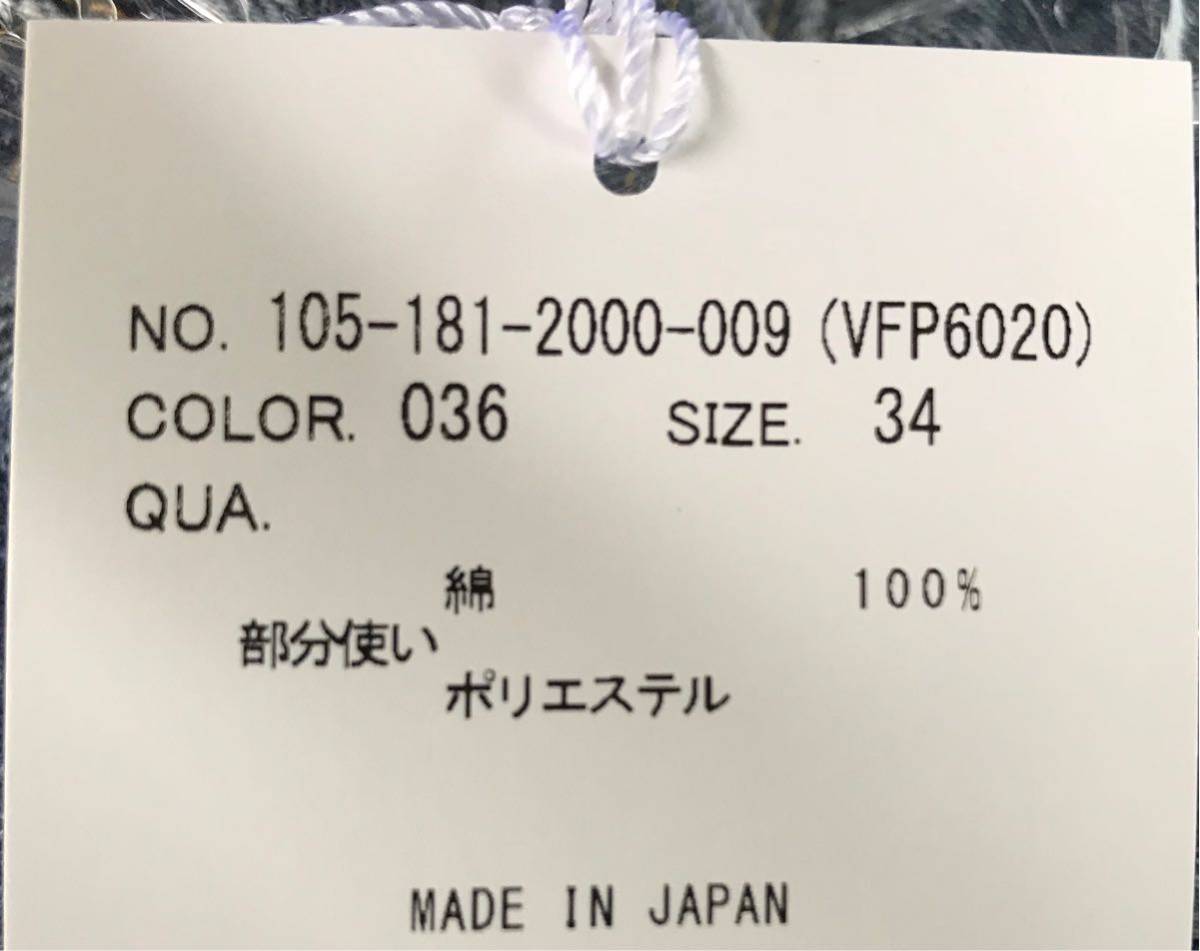 NO. 105-181-2000-009 (VFP6020)
COLOR. 036 SIZE. 34
QUA.
綿 100%
部分使い
ポリエステル
MADE IN JAPAN